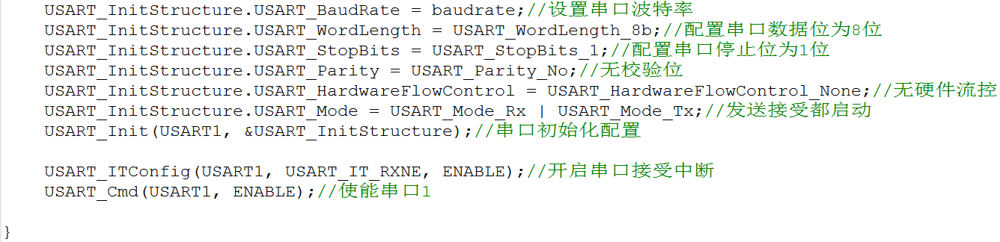 USART_InitStructure.USART_BaudRate = baudrate;//设置串口波特率
USART_InitStructure.USART_WordLength = USART_WordLength_8b;//配置串口数据位为8位
USART_InitStructure.USART_StopBits = USART_StopBits_1;//配置串口停止位为1位
USART_InitStructure.USART_Parity = USART_Parity_No;//无校验位
USART_InitStructure.USART_HardwareFlowControl = USART_HardwareFlowControl_None;//无硬件流控
USART_InitStructure.USART_Mode = USART_Mode_Rx | USART_Mode_Tx;//发送接受都启动
USART_Init(USART1, &USART_InitStructure);//串口初始化配置
USART_ITConfig(USART1, USART_IT_RXNE, ENABLE);//开启串口接受中断
USART_Cmd(USART1, ENABLE);//使能串口1
}